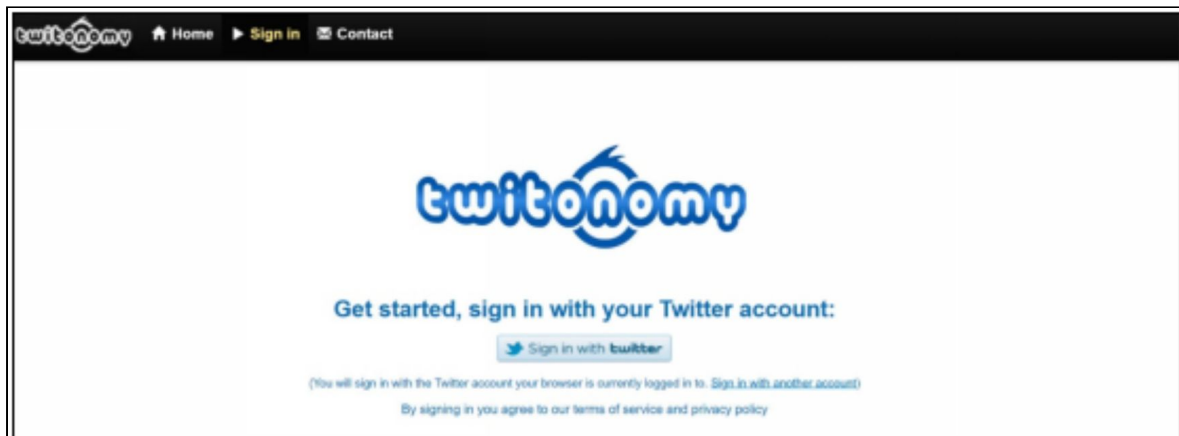 twitonomy Home Sign in Contact
twitonomy
Get started, sign in with your Twitter account:
Sign in with twitter
(You will sign in with the Twitter account your browser is currently logged in to. Sign in with another account)
By signing in you agree to our terms of service and privacy policy